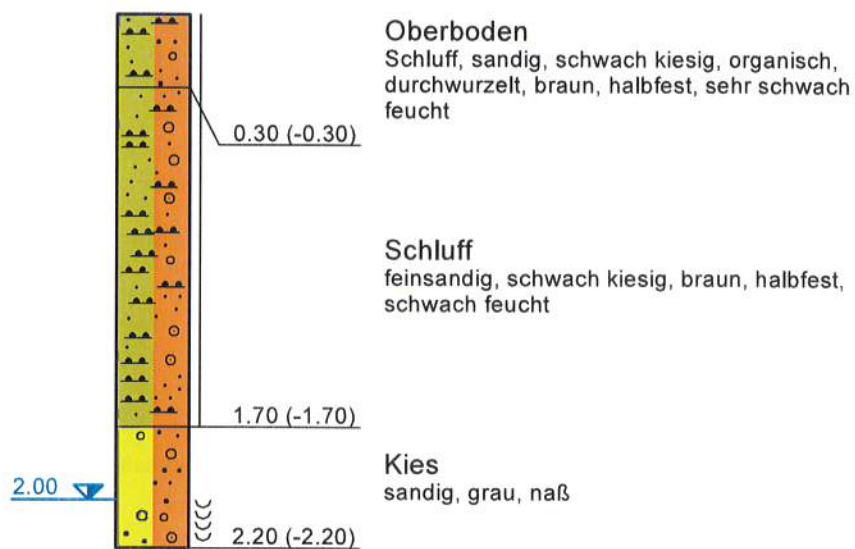 Oberboden
Schluff, sandig, schwach kiesig, organisch,
durchwurzelt, braun, halbfest, sehr schwach
feucht
0.30 (-0.30)
Schluff
feinsandig, schwach kiesig, braun, halbfest,
schwach feucht
1.70 (-1.70)
Kies
sandig, grau, naß
2.00
2.20 (-2.20)